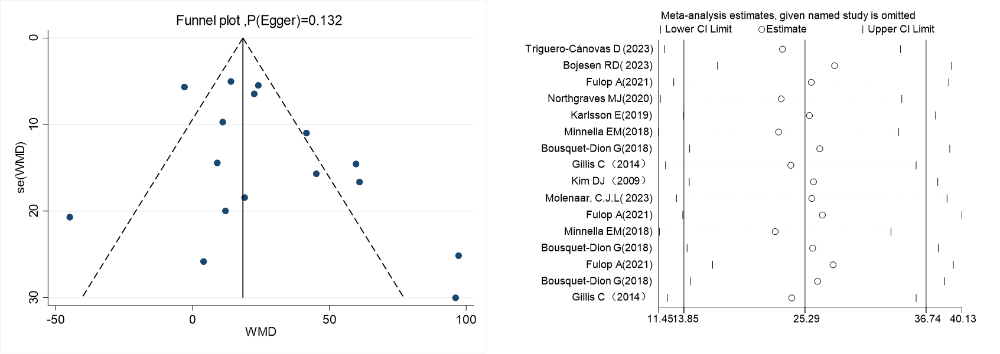 Funnel plot ,P(Egger)=0.132
0
10
20
30
se(WMD)
-50
0
50
100
WMD
Meta-analysis estimates, given named study is omitted
| Lower CI Limit ○Estimate | Upper CI Limit
Triguero-Cánovas D (2023)
Bojesen RD( 2023)
Fulop A(2021)
Northgraves MJ(2020)
Karlsson E(2019)
Minnella EM(2018)
Bousquet-Dion G(2018)
Gillis C（2014）
Kim DJ（2009）
Molenaar, C.J.L( 2023)
Fulop A(2021)
Minnella EM(2018)
Bousquet-Dion G(2018)
Fulop A(2021)
Bousquet-Dion G(2018)
Gillis C（2014）
11.45 13.85 25.29 36.74 40.13